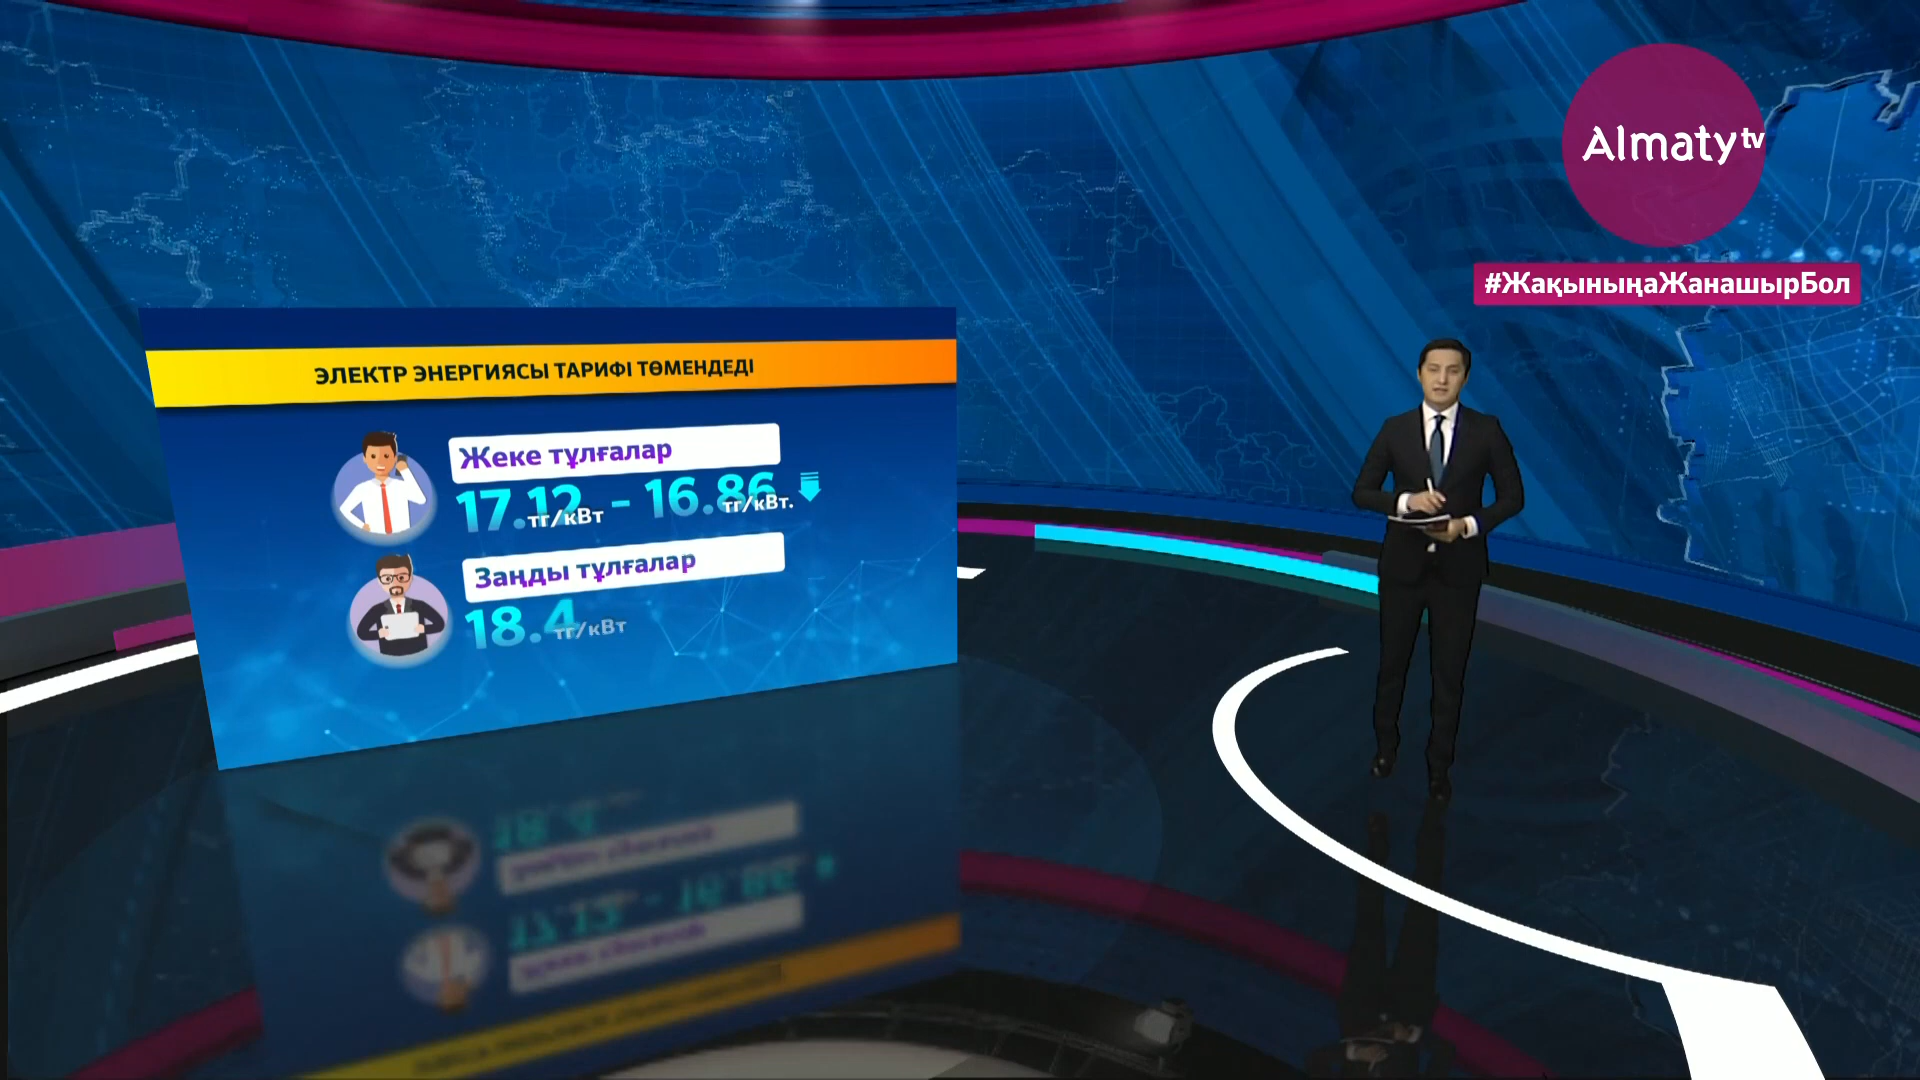 Almaty tv
#ЖақыныңаЖанашырБол
ЭЛЕКТР ЭНЕРГИЯСЫ ТАРИФІ ТӨМЕНДЕДІ
Жеке тұлғалар
17.12 тг/кВт - 16.86 тг/кВт.
Заңды тұлғалар
18.4 тг/кВт